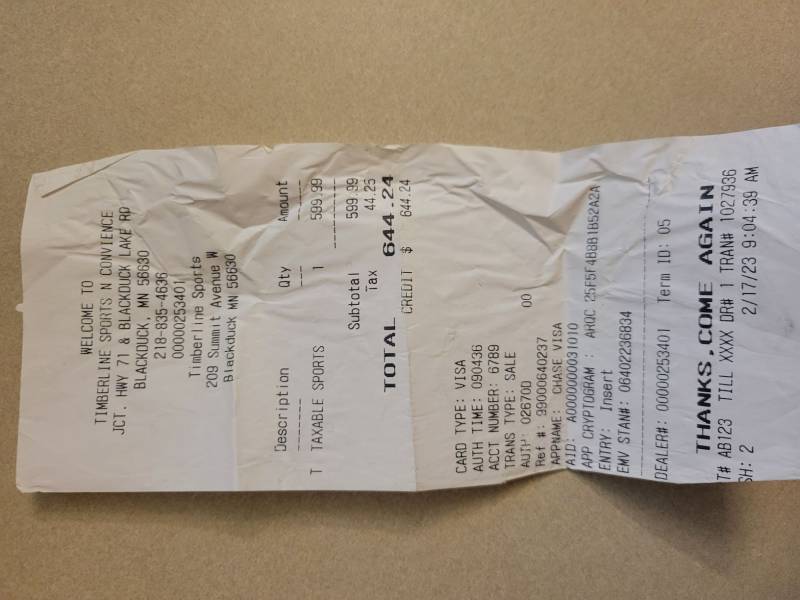 WELCOME TO
TIMBERLINE SPORTS N CONVIENCE
JCT. HWY 71 & BLACKDUCK LAKE RD
BLACKDUCK, MN 56630
218-835-4636
00000253401
Timberline Sports
209 Summit Avenue W
Blackduck MN 56630
Description Qty Amount
T TAXABLE SPORTS 1 599.99
Subtotal 599.99
Tax 44.25
TOTAL 644.24
CREDIT $ 644.24
CARD TYPE: VISA
AUTH TIME: 090436
ACCT NUMBER: 6789
TRANS TYPE: SALE
AUTH: 02670D 00
Ref #: 99000640237
APPNAME: CHASE VISA
AID: A0000000031010
APP CRYPTOGRAM : ARQC 25F5F4B8B1B52A2A
ENTRY: Insert
EMV STAN#: 06402236834
DEALER#: 00000253401 Term ID: 05
THANKS,COME AGAIN
T# AB123 TILL XXXX DR# 1 TRAN# 1027936
SH: 2 2/17/23 9:04:39 AM